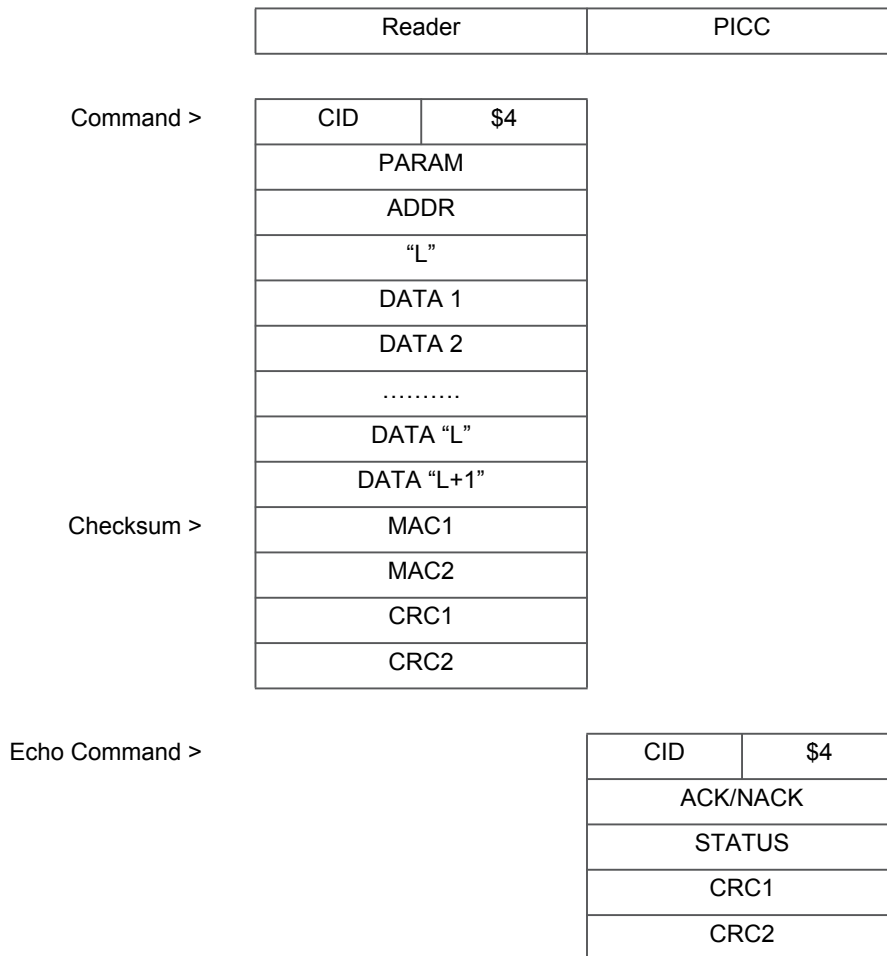 Reader PICC
Command > CID $4
PARAM
ADDR
“L”
DATA 1
DATA 2
……….
DATA “L”
DATA “L+1”
Checksum > MAC1
MAC2
CRC1
CRC2
Echo Command > CID $4
ACK/NACK
STATUS
CRC1
CRC2